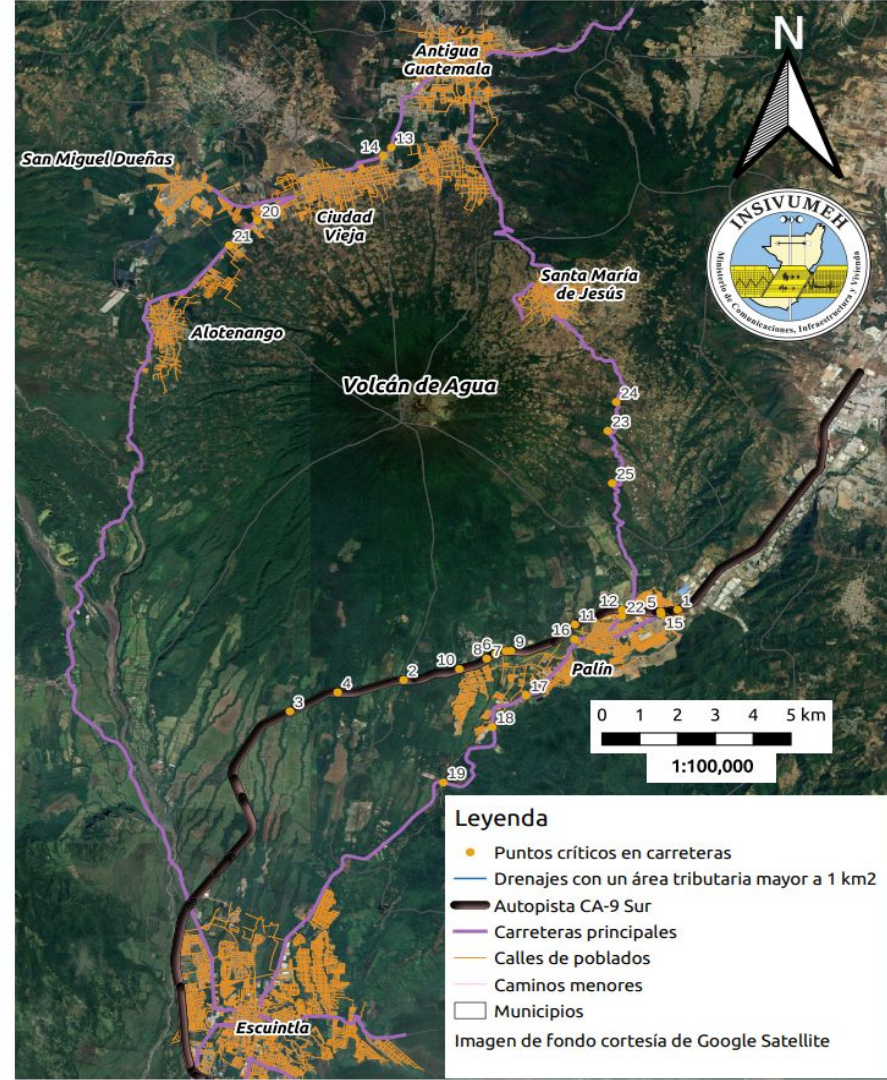 Antigua
Guatemala
N
13
14
San Miguel Dueñas
INSIVUMEH
Ministerio de Comunicaciones, Infraestructura y Vivienda
20
Ciudad
Vieja
21
Santa María
de Jesús
Alotenango
Volcán de Agua
24
23
25
12
22
5
1
11
15
16
6
9
8
7
10
Palín
2
4
17
3
18
0 1 2 3 4 5 km
1:100,000
19
Leyenda
Puntos críticos en carreteras
Drenajes con un área tributaria mayor a 1 km2
Autopista CA-9 Sur
Carreteras principales
Calles de poblados
Caminos menores
Municipios
Imagen de fondo cortesía de Google Satellite
Escuintla